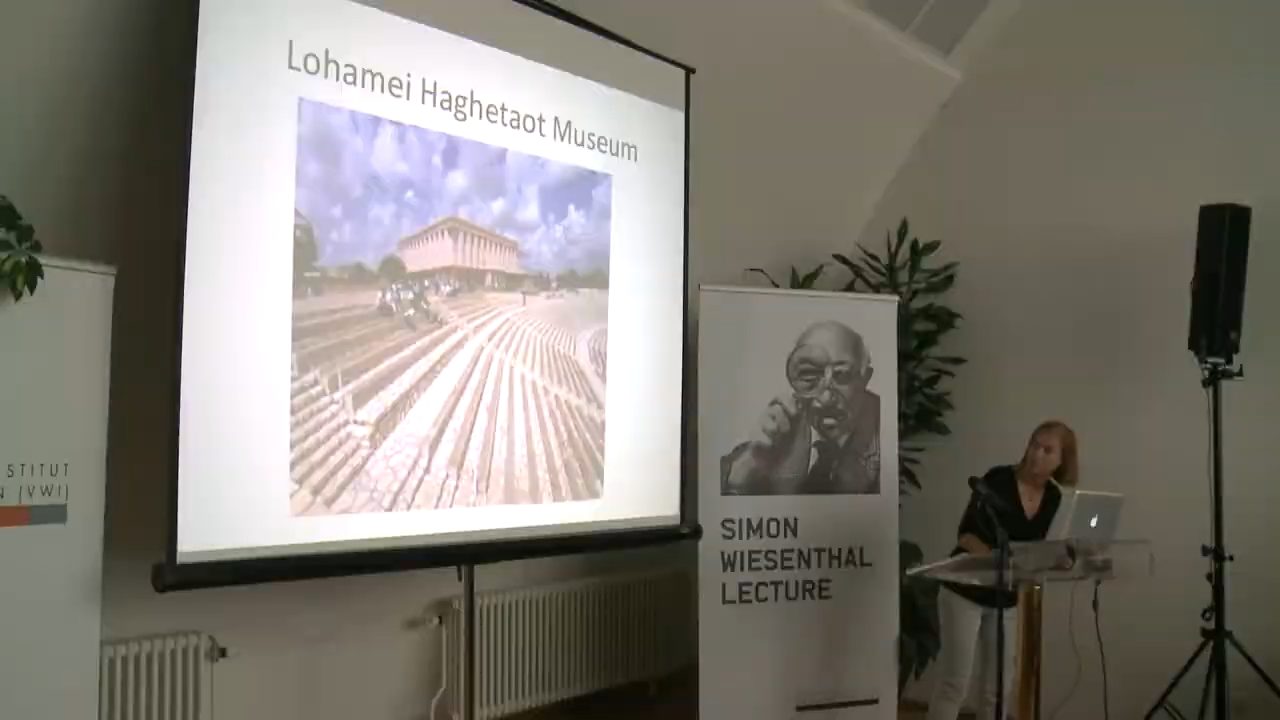 Lohamei Haghetaot Museum
STITUT
N (VWI)
SIMON
WIESENTHAL
LECTURE